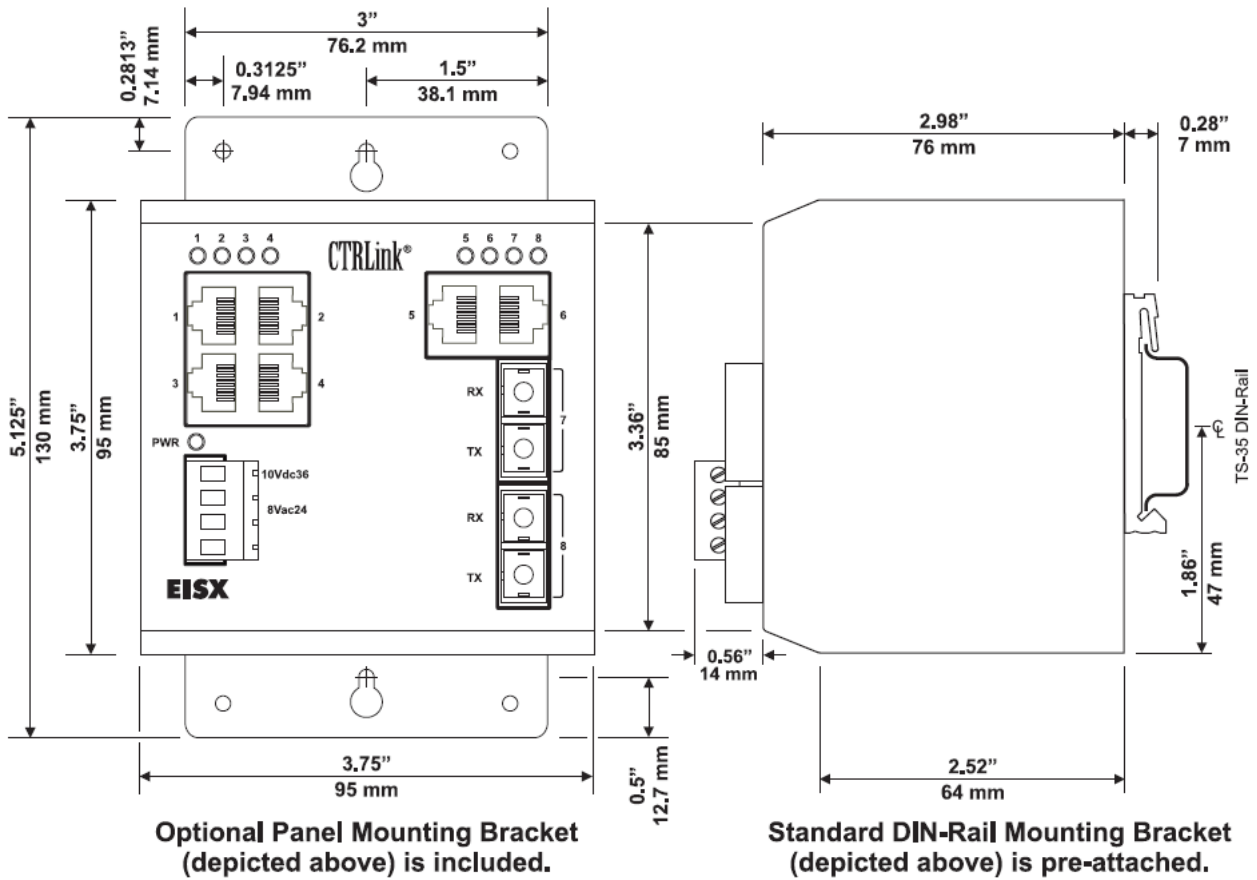 3”
76.2 mm
0.2813”
7.14 mm
0.3125”
7.94 mm
1.5”
38.1 mm
2.98”
76 mm
0.28”
7 mm
1 2 3 4
CTRLink®
5 6 7 8
1
2
5
6
3
4
RX
7
TX
PWR
10Vdc36
8Vac24
RX
8
TX
EISX
5.125”
130 mm
3.75”
95 mm
3.36”
85 mm
℄
TS-35 DIN-Rail
1.86”
47 mm
0.56”
14 mm
3.75”
95 mm
0.5”
12.7 mm
2.52”
64 mm
Optional Panel Mounting Bracket
(depicted above) is included.
Standard DIN-Rail Mounting Bracket
(depicted above) is pre-attached.